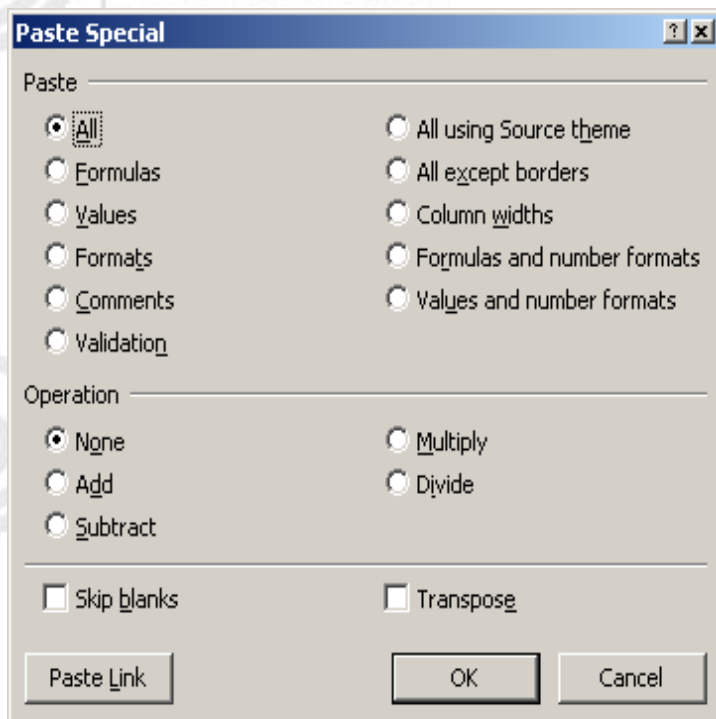 Paste Special
Paste
All
All using Source theme
Formulas
All except borders
Values
Column widths
Formats
Formulas and number formats
Comments
Values and number formats
Validation
Operation
None
Multiply
Add
Divide
Subtract
Skip blanks
Transpose
Paste Link
OK
Cancel